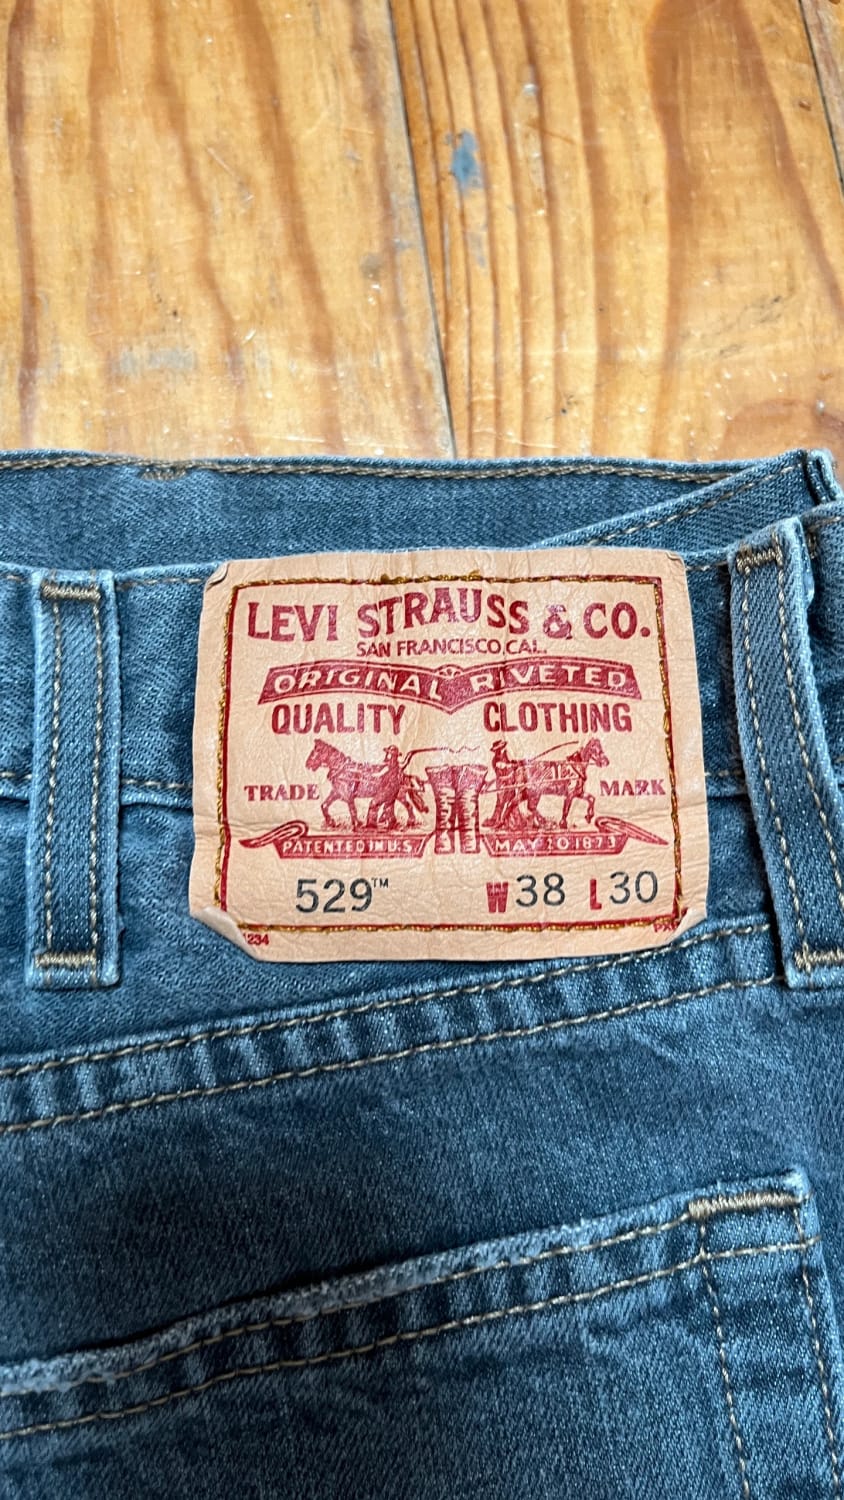 LEVI STRAUSS & CO.
SAN FRANCISCO, CAL.
ORIGINAL RIVETED
QUALITY CLOTHING
TRADE MARK
PATENTED IN U.S. MAY 20 1873
529™ W38 L30